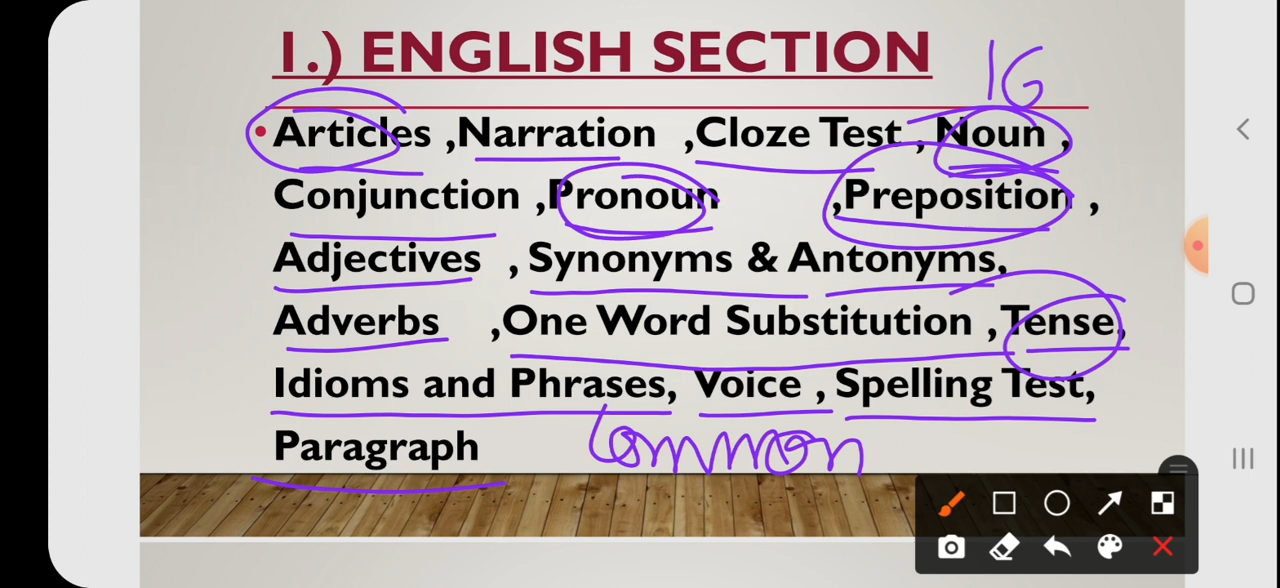 1.) ENGLISH SECTION
16
• Articles ,Narration ,Cloze Test , Noun ,
Conjunction ,Pronoun ,Preposition ,
Adjectives , Synonyms & Antonyms,
Adverbs ,One Word Substitution ,Tense,
Idioms and Phrases, Voice , Spelling Test,
Paragraph
Common